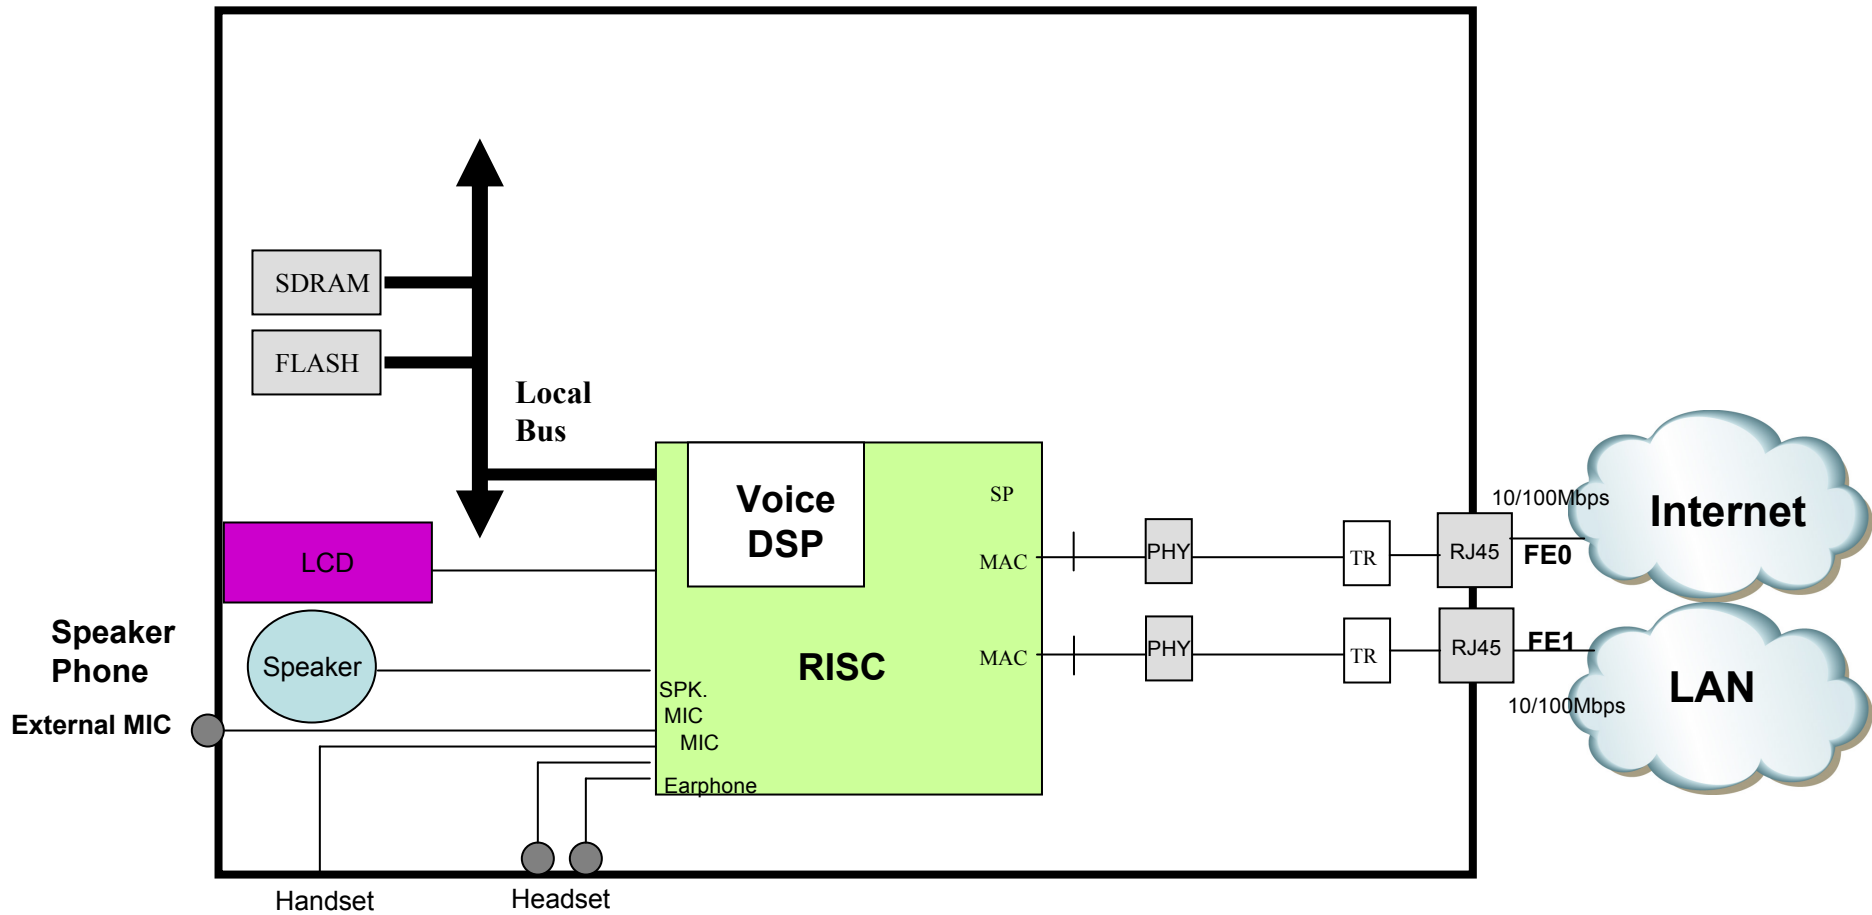 SDRAM
FLASH
Local
Bus
Voice
DSP
SP
10/100Mbps
Internet
LCD
MAC
PHY
TR
RJ45
FE0
Speaker
Phone
Speaker
RISC
MAC
PHY
TR
RJ45
FE1
LAN
10/100Mbps
SPK.
MIC
External MIC
MIC
Earphone
Handset
Headset